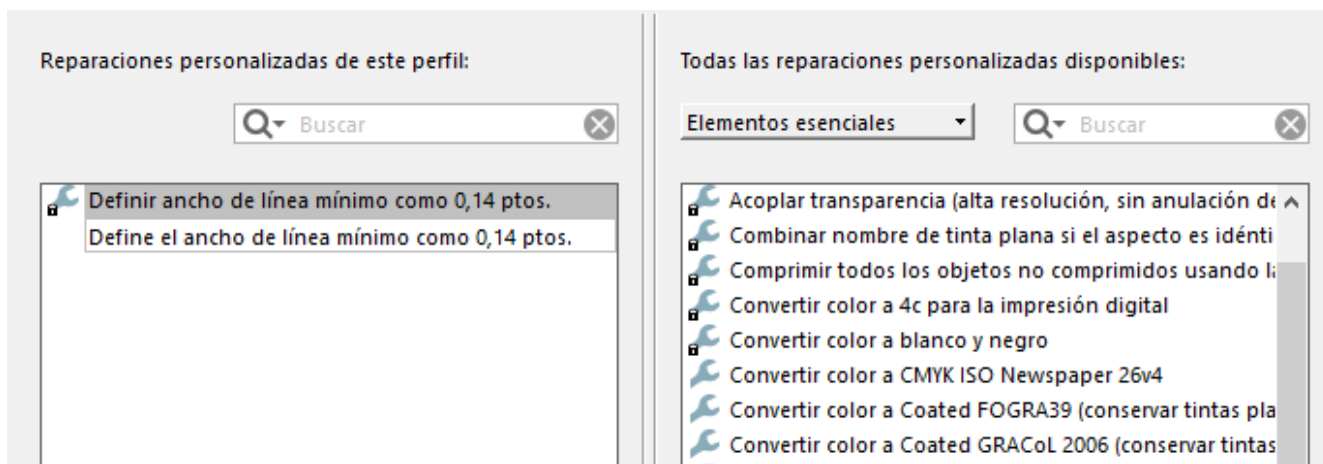 Reparaciones personalizadas de este perfil:
Buscar
Definir ancho de línea mínimo como 0,14 ptos.
Define el ancho de línea mínimo como 0,14 ptos.
Todas las reparaciones personalizadas disponibles:
Elementos esenciales
Buscar
Acoplar transparencia (alta resolución, sin anulación de
Combinar nombre de tinta plana si el aspecto es idénti
Comprimir todos los objetos no comprimidos usando la
Convertir color a 4c para la impresión digital
Convertir color a blanco y negro
Convertir color a CMYK ISO Newspaper 26v4
Convertir color a Coated FOGRA39 (conservar tintas pla
Convertir color a Coated GRACoL 2006 (conservar tintas